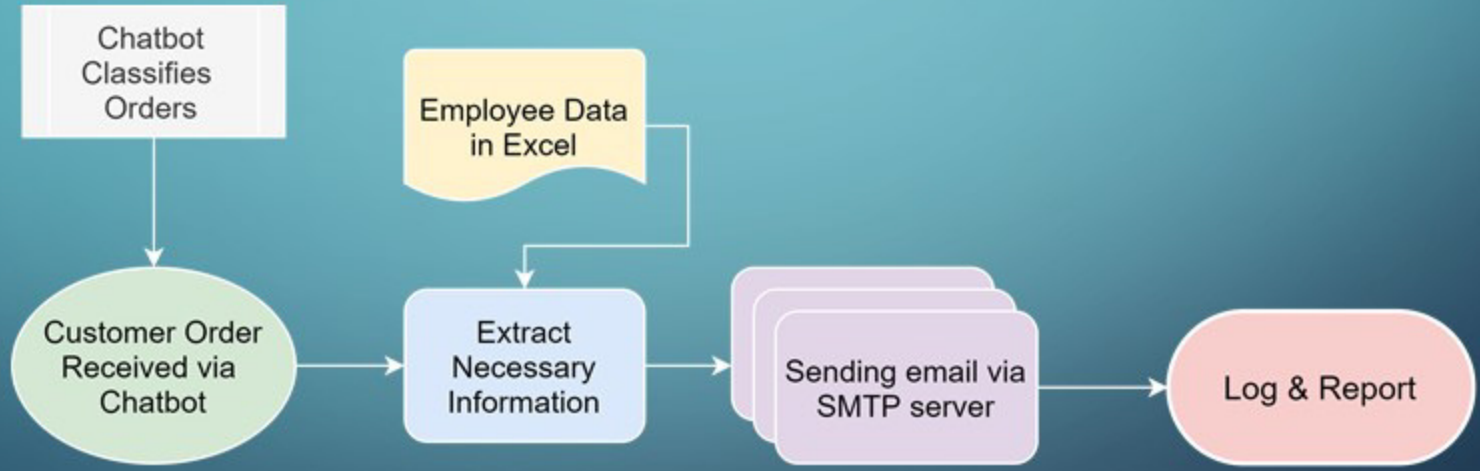 Chatbot
Classifies
Orders
Employee Data
in Excel
Customer Order
Received via
Chatbot
Extract
Necessary
Information
Sending email via
SMTP server
Log & Report